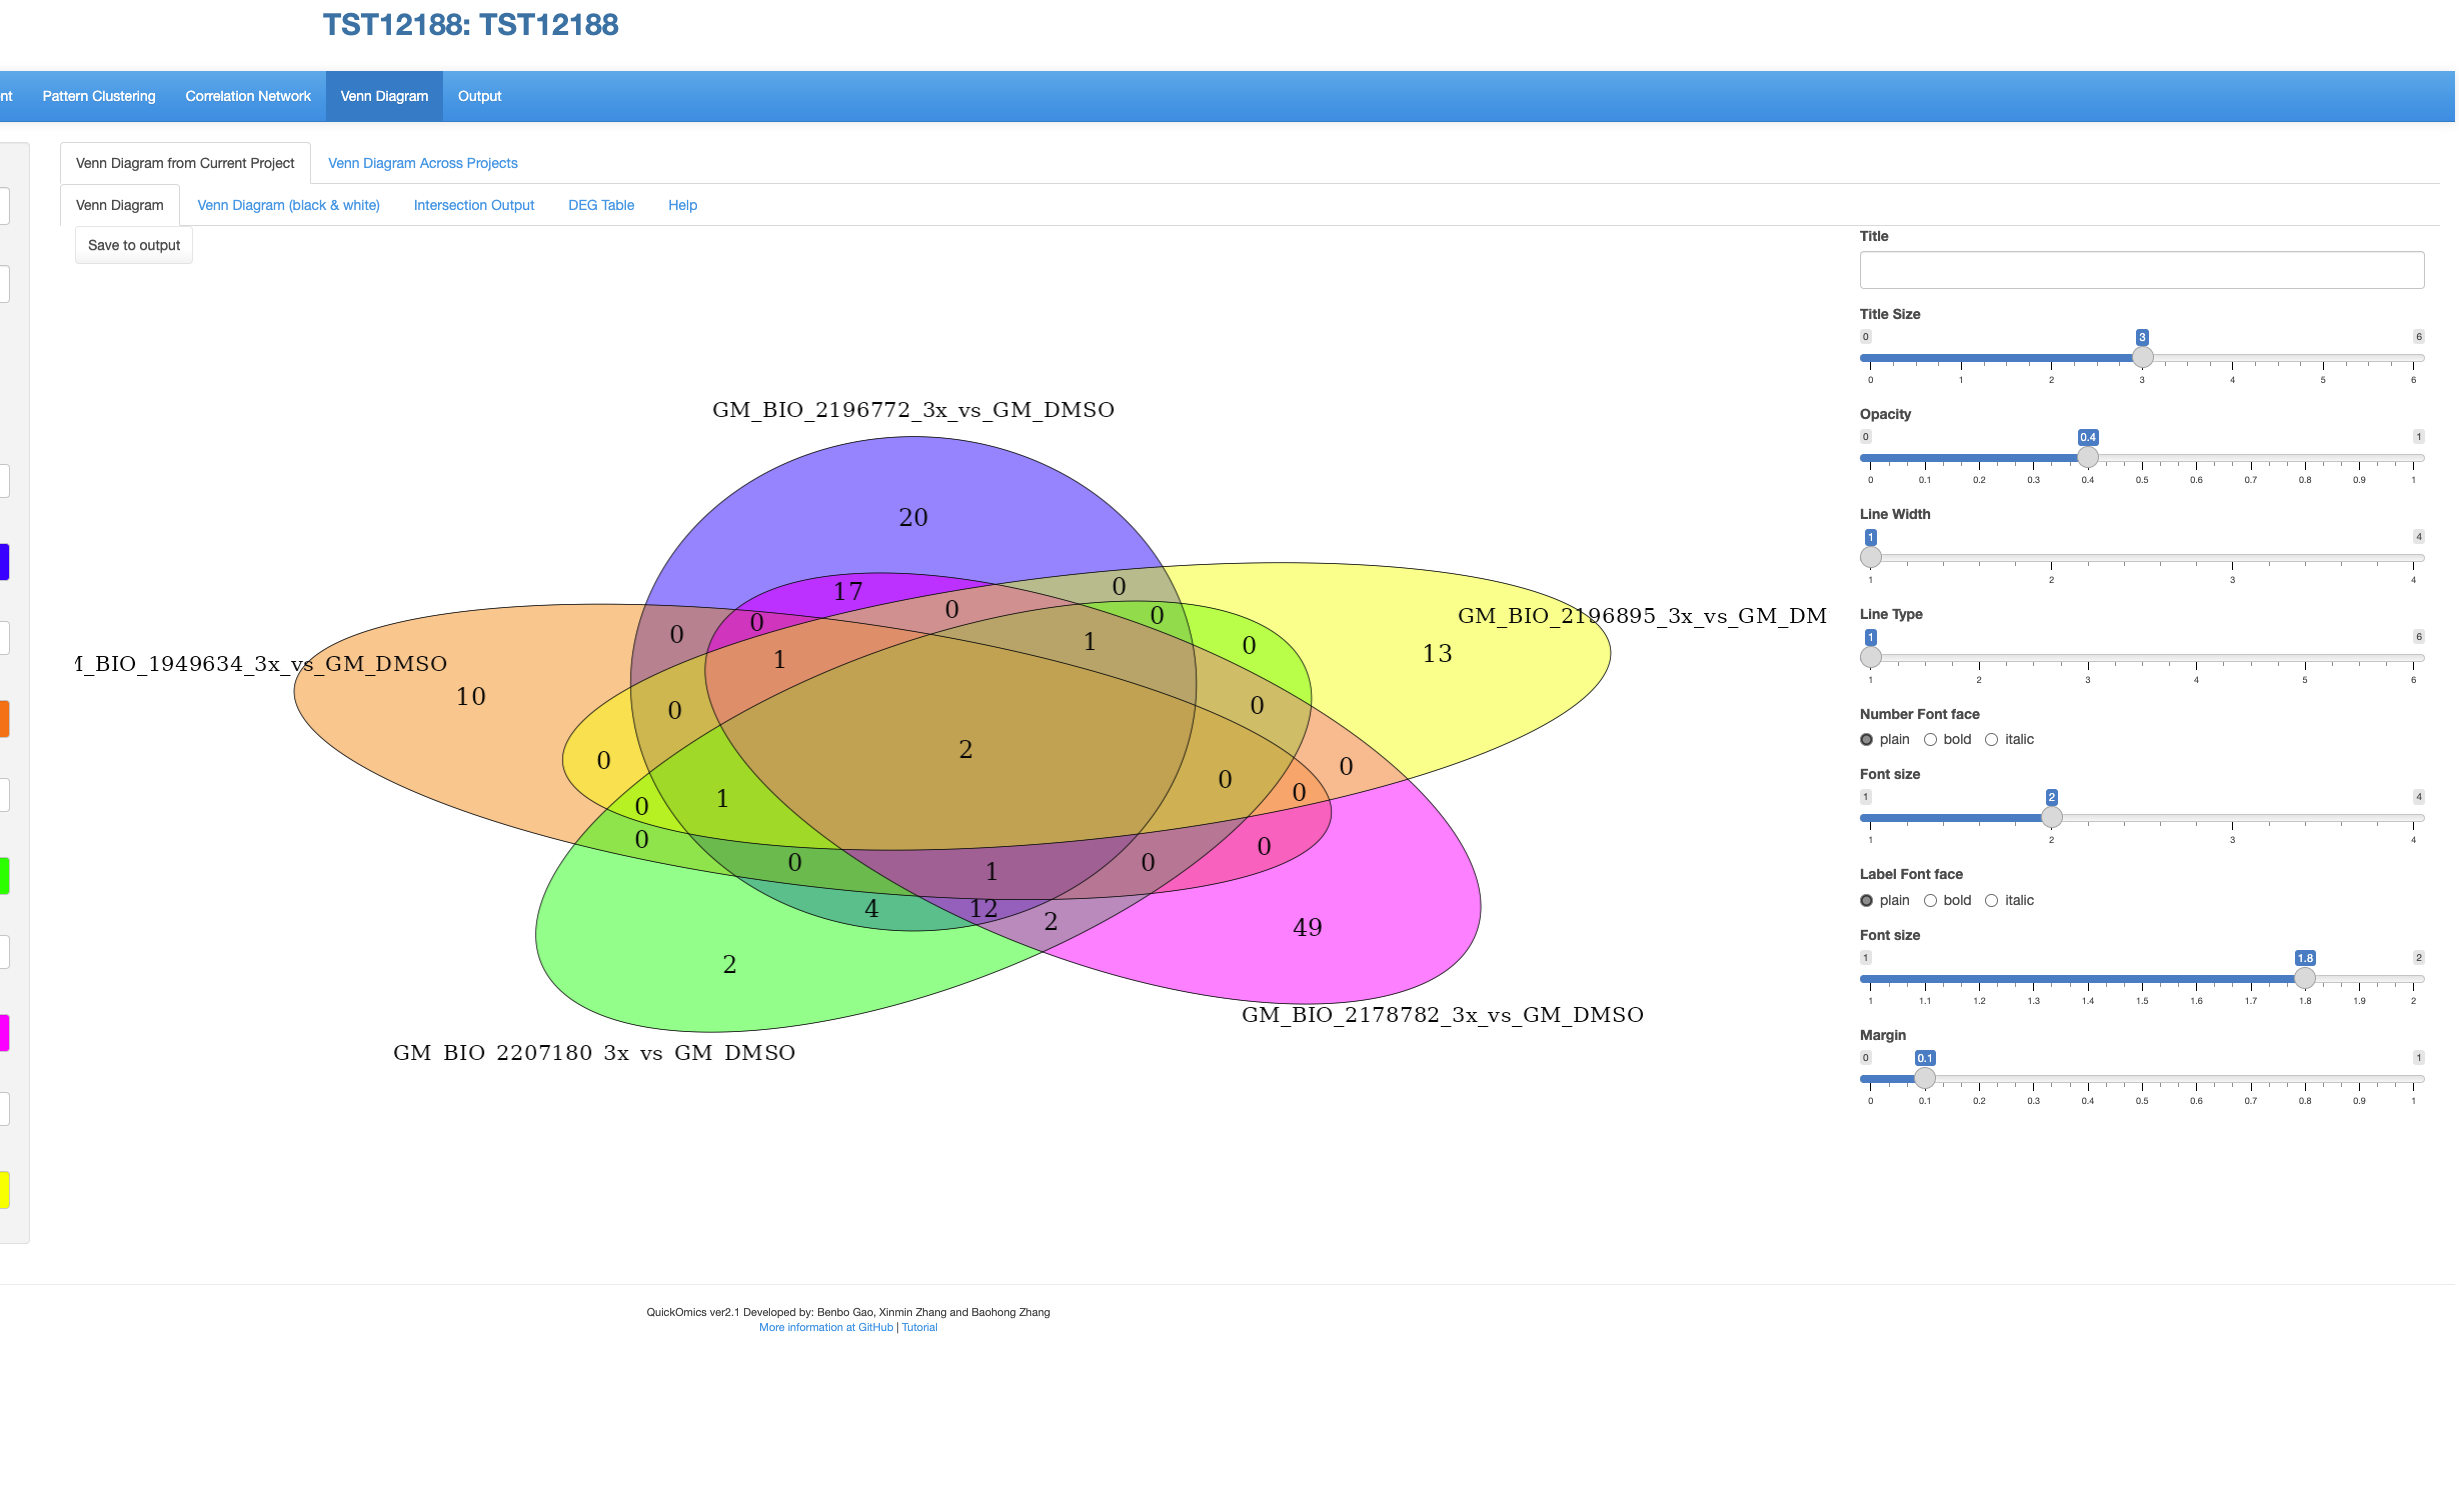 TST12188: TST12188
nt Pattern Clustering Correlation Network Venn Diagram Output
Venn Diagram from Current Project Venn Diagram Across Projects
Venn Diagram Venn Diagram (black & white) Intersection Output DEG Table Help
Save to output
GM_BIO_2196772_3x_vs_GM_DMSO
20
17
0
0
0
0
GM_BIO_2196895_3x_vs_GM_DM
0
1
0
13
M_BIO_1949634_3x_vs_GM_DMSO
1
10
0
0
2
0
0
0
0
1
0
0
0
0
0
1
0
4
12
2
49
2
GM_BIO_2178782_3x_vs_GM_DMSO
GM BIO 2207180 3x vs GM DMSO
Title
Title Size
0 3 6
0 1 2 3 4 5 6
Opacity
0 0.4 1
0 0.1 0.2 0.3 0.4 0.5 0.6 0.7 0.8 0.9 1
Line Width
1 4
1 2 3 4
Line Type
1 6
1 2 3 4 5 6
Number Font face
plain bold italic
Font size
1 2 4
1 2 3 4
Label Font face
plain bold italic
Font size
1 1.8 2
1 1.1 1.2 1.3 1.4 1.5 1.6 1.7 1.8 1.9 2
Margin
0 0.1 1
0 0.1 0.2 0.3 0.4 0.5 0.6 0.7 0.8 0.9 1
QuickOmics ver2.1 Developed by: Benbo Gao, Xinmin Zhang and Baohong Zhang
More information at GitHub | Tutorial